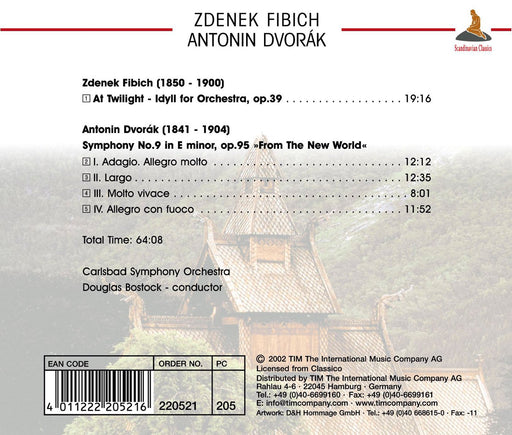 ZDENEK FIBICH
ANTONIN DVORÁK
Scandinavian Classics
Zdenek Fibich (1850 - 1900)
1 At Twilight - Idyll for Orchestra, op.39 19:16
Antonin Dvorák (1841 - 1904)
Symphony No.9 in E minor, op.95 »From The New World«
2 I. Adagio. Allegro molto 12:12
3 II. Largo 12:35
4 III. Molto vivace 8:01
5 IV. Allegro con fuoco 11:52
Total Time: 64:08
Carlsbad Symphony Orchestra
Douglas Bostock - conductor
EAN CODE
ORDER NO.
PC
4 011222 205216
220521
205
© 2002 TIM The International Music Company AG
Licensed from Classico
Distributed by TIM The International Music Company AG
Rahlau 4-6 - 22045 Hamburg - Germany
Tel.: +49 (0)40-6699160 - Fax: +49 (0)40-6699161
E: info@timcompany.com - www.timcompany.com
Artwork: D&H Hommage GmbH - Tel.: +49 (0)40 668615-0 - Fax: -11